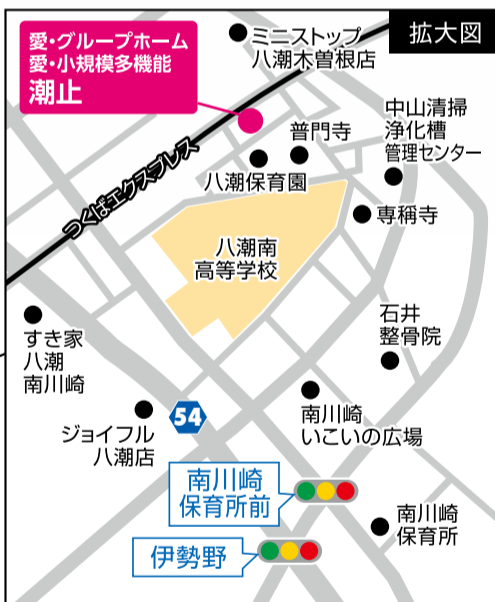 拡大図
愛・グループホーム
愛・小規模多機能
潮止
ミニストップ
八潮木曽根店
中山清掃
浄化槽
管理センター
普門寺
八潮保育園
つくばエクスプレス
専稱寺
八潮南
高等学校
すき家
八潮
南川崎
石井
整骨院
ジョイフル
八潮店
54
南川崎
いこいの広場
南川崎
保育所前
南川崎
保育所
伊勢野